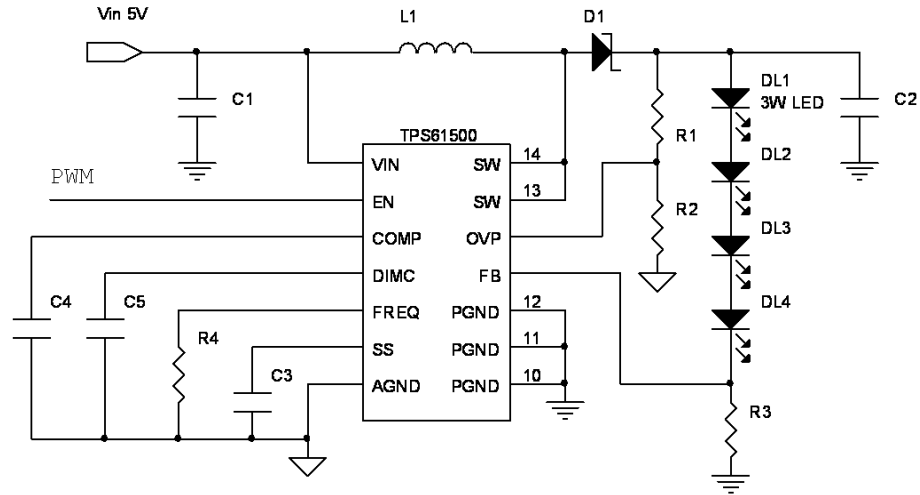 Vin 5V
L1
D1
C1
DL1
3W LED
C2
TPS61500
R1
VIN
SW
14
PWM
DL2
EN
SW
13
R2
COMP
OVP
DL3
C4
C5
DIMC
FB
DL4
FREQ
PGND
12
R4
SS
PGND
11
C3
AGND
PGND
10
R3